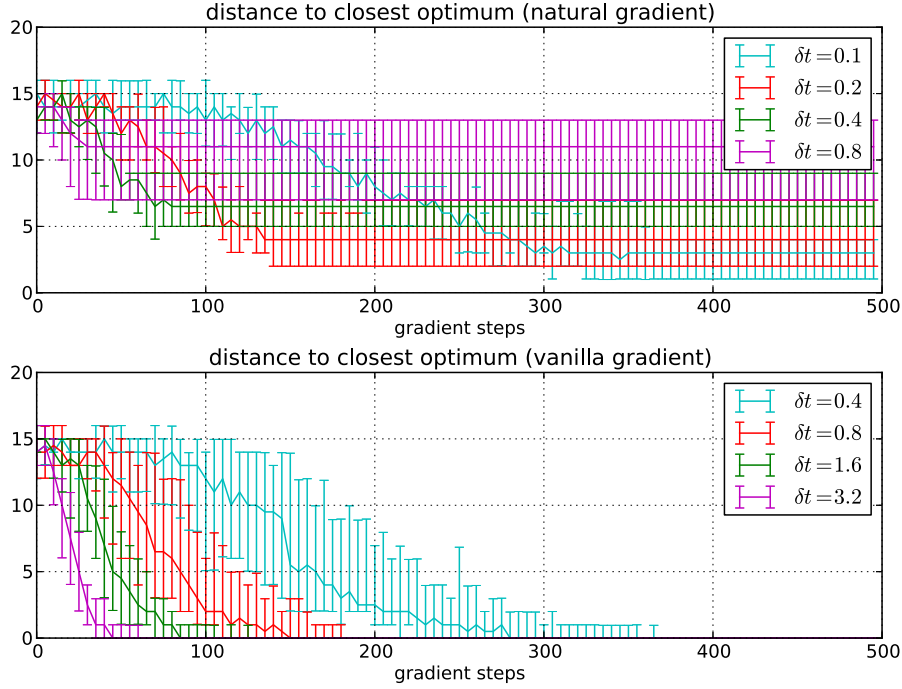 distance to closest optimum (natural gradient)
20
15
10
5
0
0 100 200 300 400 500
gradient steps
δt=0.1
δt=0.2
δt=0.4
δt=0.8
distance to closest optimum (vanilla gradient)
20
15
10
5
0
0 100 200 300 400 500
gradient steps
δt=0.4
δt=0.8
δt=1.6
δt=3.2